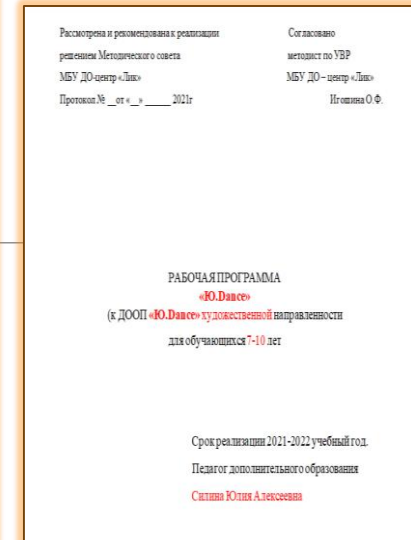 Рассмотрена и рекомендована к реализации
решением Методического совета
МБУ ДО-центр «Лик»
Протокол № __от «__» ______ 2021г
Согласовано
методист по УВР
МБУ ДО – центр «Лик»
Игошина О.Ф.
РАБОЧАЯ ПРОГРАММА
«Ю.Dance»
(к ДООП «Ю.Dance» художественной направленности
для обучающихся 7-10 лет
Срок реализации 2021-2022 учебный год.
Педагог дополнительного образования
Силина Юлия Алексеевна